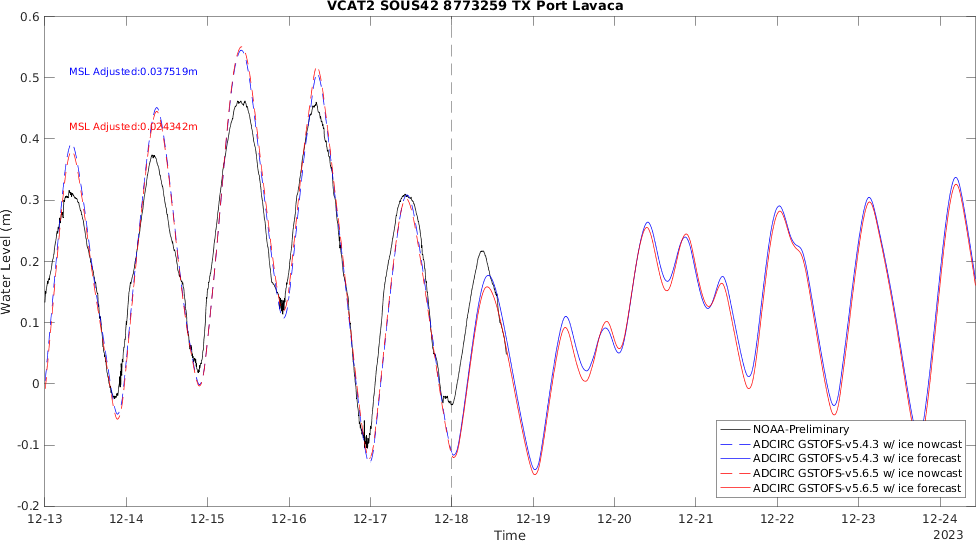 VCAT2 SOUS42 8773259 TX Port Lavaca
0.6
0.5
0.4
0.3
0.2
0.1
0
-0.1
-0.2
Water Level (m)
MSL Adjusted:0.037519m
MSL Adjusted:0.024342m
NOAA-Preliminary
ADCIRC GSTOFS-v5.4.3 w/ ice nowcast
ADCIRC GSTOFS-v5.4.3 w/ ice forecast
ADCIRC GSTOFS-v5.6.5 w/ ice nowcast
ADCIRC GSTOFS-v5.6.5 w/ ice forecast
12-13 12-14 12-15 12-16 12-17 12-18 12-19 12-20 12-21 12-22 12-23 12-24
Time
2023